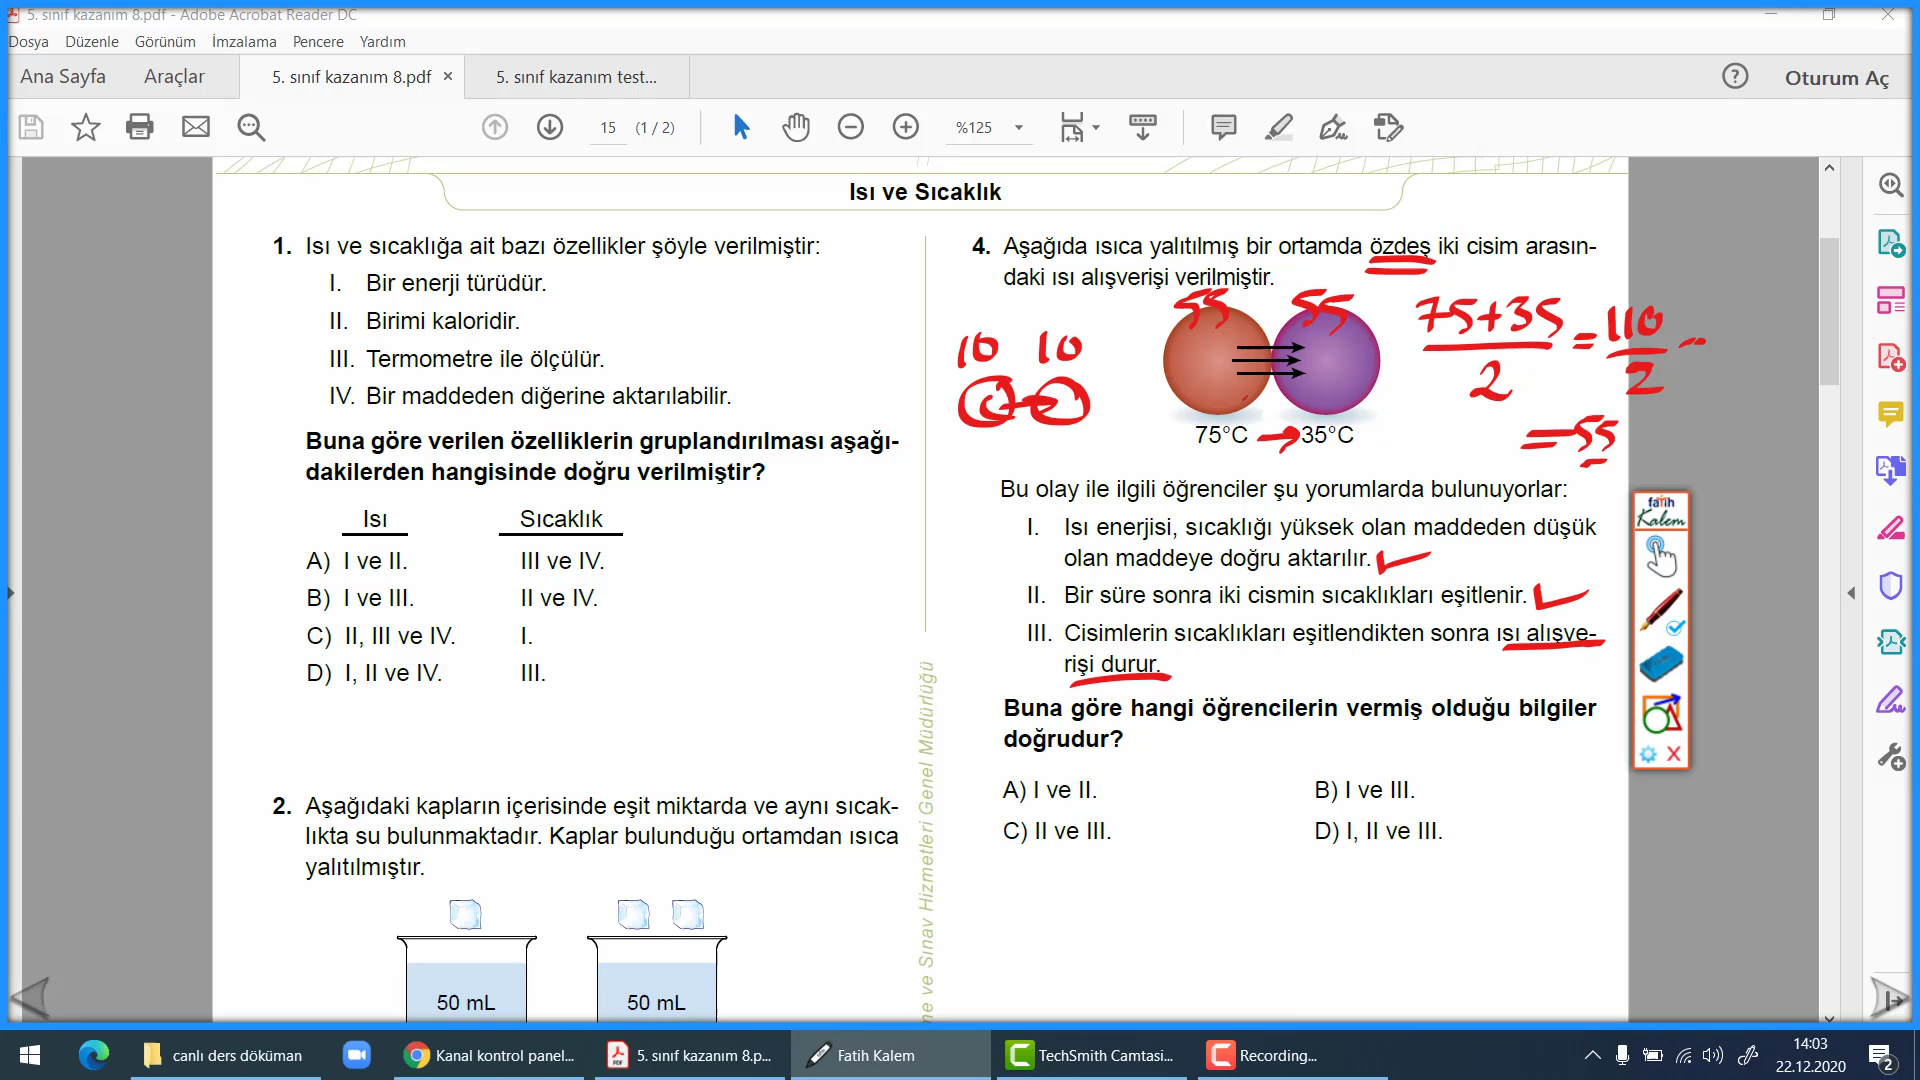 5. sınıf kazanım 8.pdf - Adobe Acrobat Reader DC
Dosya Düzenle Görünüm İmzalama Pencere Yardım
Ana Sayfa Araçlar 5. sınıf kazanım 8.pdf × 5. sınıf kazanım test... Oturum Aç
15 (1 / 2) %125
Isı ve Sıcaklık
1. Isı ve sıcaklığa ait bazı özellikler şöyle verilmiştir:
I. Bir enerji türüdür.
II. Birimi kaloridir.
III. Termometre ile ölçülür.
IV. Bir maddeden diğerine aktarılabilir.
Buna göre verilen özelliklerin gruplandırılması aşağı-
dakilerden hangisinde doğru verilmiştir?
Isı Sıcaklık
A) I ve II. III ve IV.
B) I ve III. II ve IV.
C) II, III ve IV. I.
D) I, II ve IV. III.
2. Aşağıdaki kapların içerisinde eşit miktarda ve aynı sıcak-
lıkta su bulunmaktadır. Kaplar bulunduğu ortamdan ısıca
yalıtılmıştır.
50 mL 50 mL
me ve Sınav Hizmetleri Genel Müdürlüğü
4. Aşağıda ısıca yalıtılmış bir ortamda özdeş iki cisim arasın-
daki ısı alışverişi verilmiştir.
55 55
10 10
75+35 = 110 -
2 2
= 55
75°C 35°C
Bu olay ile ilgili öğrenciler şu yorumlarda bulunuyorlar:
I. Isı enerjisi, sıcaklığı yüksek olan maddeden düşük
olan maddeye doğru aktarılır.
II. Bir süre sonra iki cismin sıcaklıkları eşitlenir.
III. Cisimlerin sıcaklıkları eşitlendikten sonra ısı alışve-
rişi durur.
Buna göre hangi öğrencilerin vermiş olduğu bilgiler
doğrudur?
A) I ve II. B) I ve III.
C) II ve III. D) I, II ve III.
fatih
Kalem
canlı ders döküman Kanal kontrol panel... 5. sınıf kazanım 8.p... Fatih Kalem TechSmith Camtasi... Recording...
14:03
22.12.2020
2